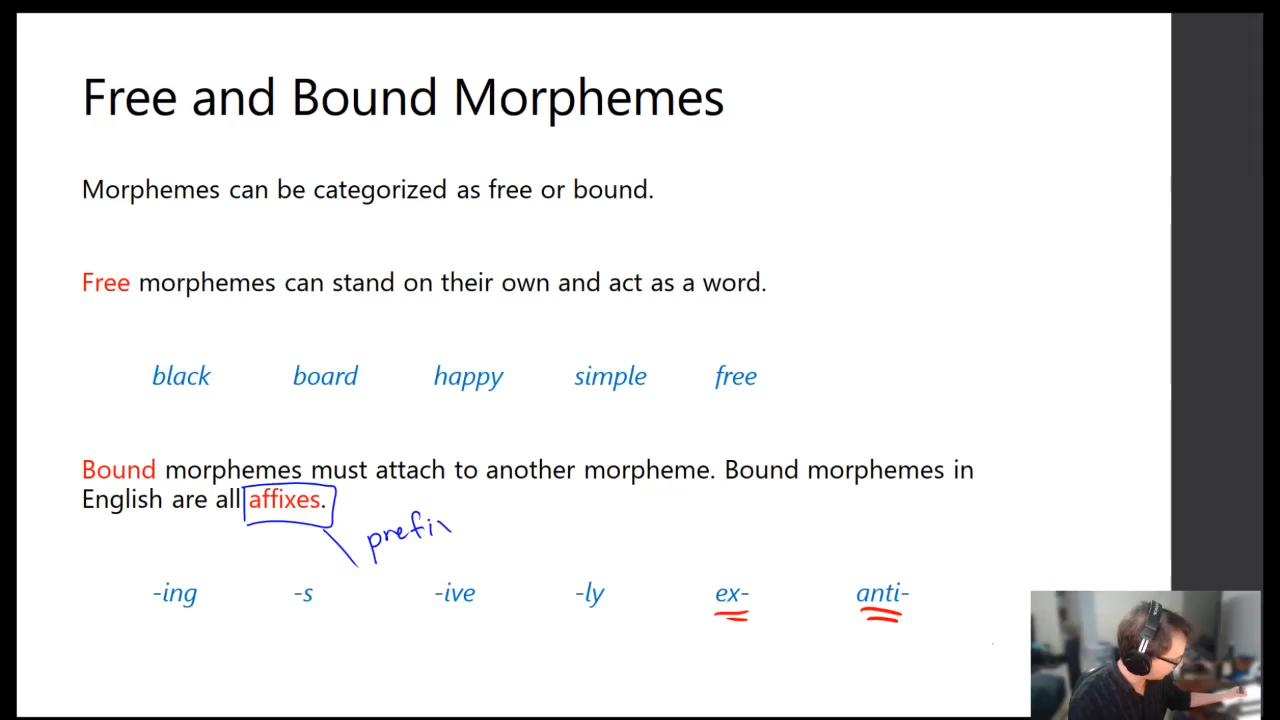 Free and Bound Morphemes
Morphemes can be categorized as free or bound.
Free morphemes can stand on their own and act as a word.
black board happy simple free
Bound morphemes must attach to another morpheme. Bound morphemes in
English are all affixes.
prefix
-ing -s -ive -ly ex- anti-